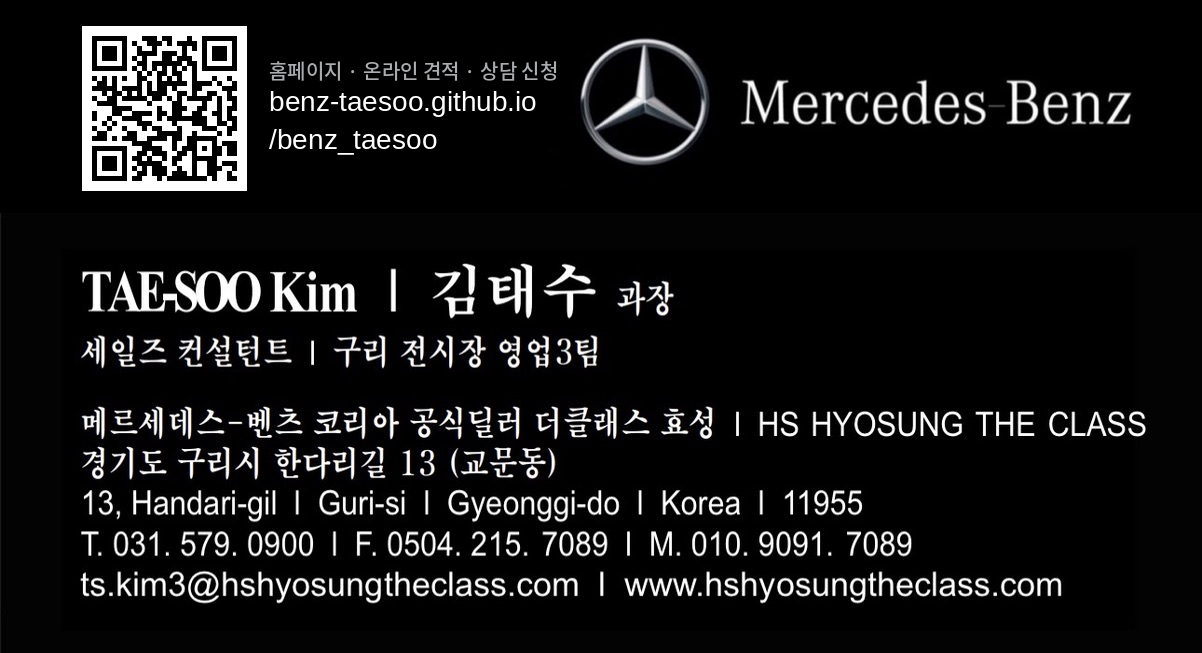 홈페이지 · 온라인 견적 · 상담 신청
benz-taesoo.github.io
/benz_taesoo
Mercedes-Benz
TAE-SOO Kim | 김태수 과장
세일즈 컨설턴트 | 구리 전시장 영업3팀
메르세데스-벤츠 코리아 공식딜러 더클래스 효성 | HS HYOSUNG THE CLASS
경기도 구리시 한다리길 13 (교문동)
13, Handari-gil | Guri-si | Gyeonggi-do | Korea | 11955
T. 031. 579. 0900 | F. 0504. 215. 7089 | M. 010. 9091. 7089
ts.kim3@hshyosungtheclass.com | www.hshyosungtheclass.com